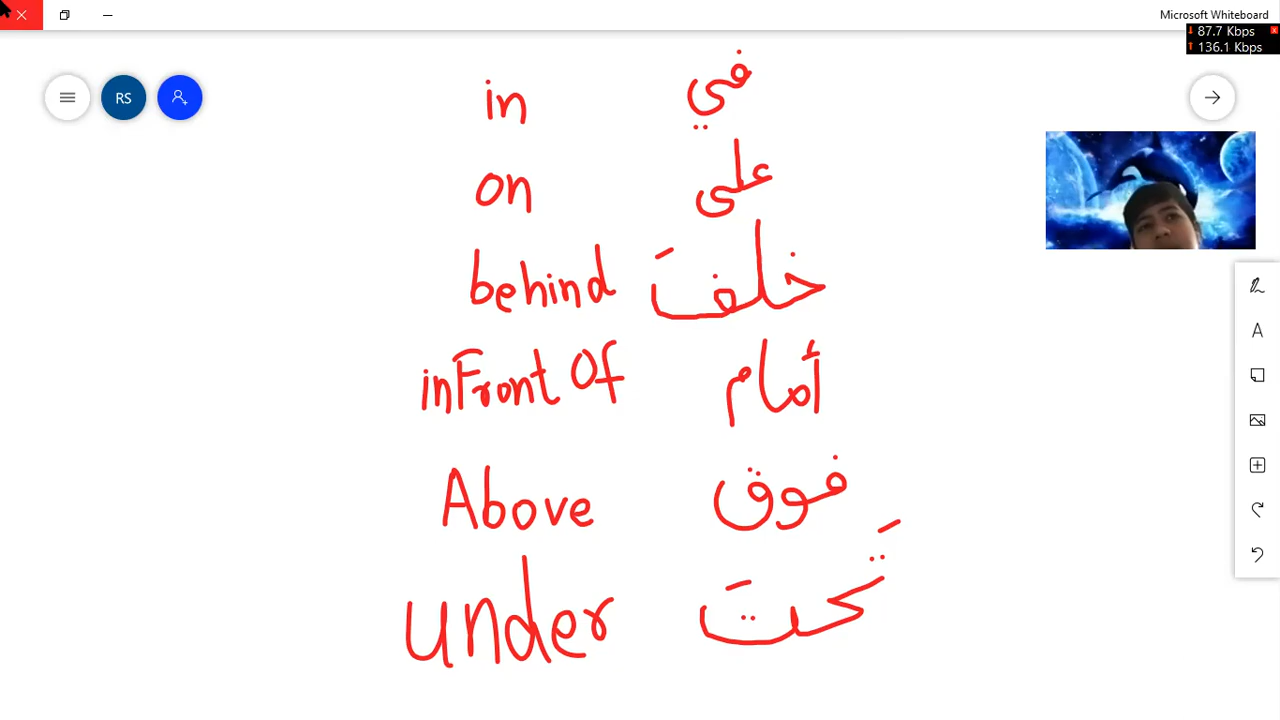 Microsoft Whiteboard
87.7 Kbps
136.1 Kbps
RS
in في
on على
behind خلفَ
inFront Of أمام
Above فوق
under تَحتَ
A